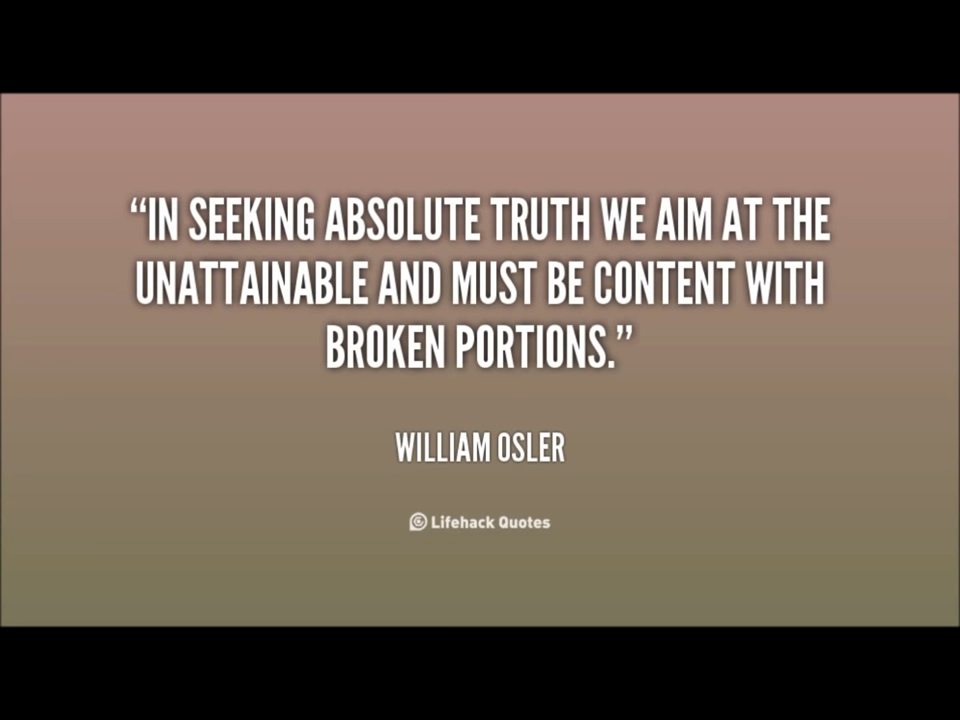 “IN SEEKING ABSOLUTE TRUTH WE AIM AT THE
UNATTAINABLE AND MUST BE CONTENT WITH
BROKEN PORTIONS.”
WILLIAM OSLER
Lifehack Quotes